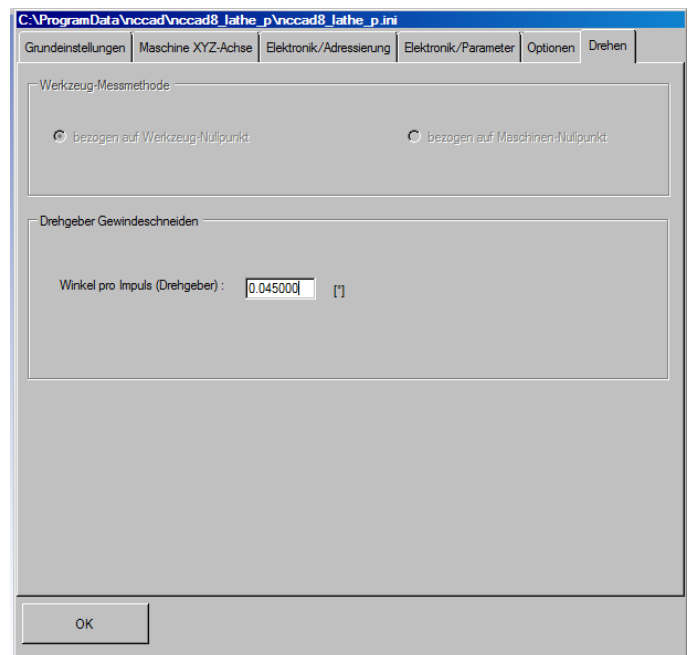 C:\ProgramData\nccad\nccad8_lathe_p\nccad8_lathe_p.ini
Grundeinstellungen Maschine XYZ-Achse Elektronik/Adressierung Elektronik/Parameter Optionen Drehen
Werkzeug-Messmethode
bezogen auf Werkzeug-Nullpunkt bezogen auf Maschinen-Nullpunkt
Drehgeber Gewindeschneiden
Winkel pro Impuls (Drehgeber) : 0.045000 [°]
OK